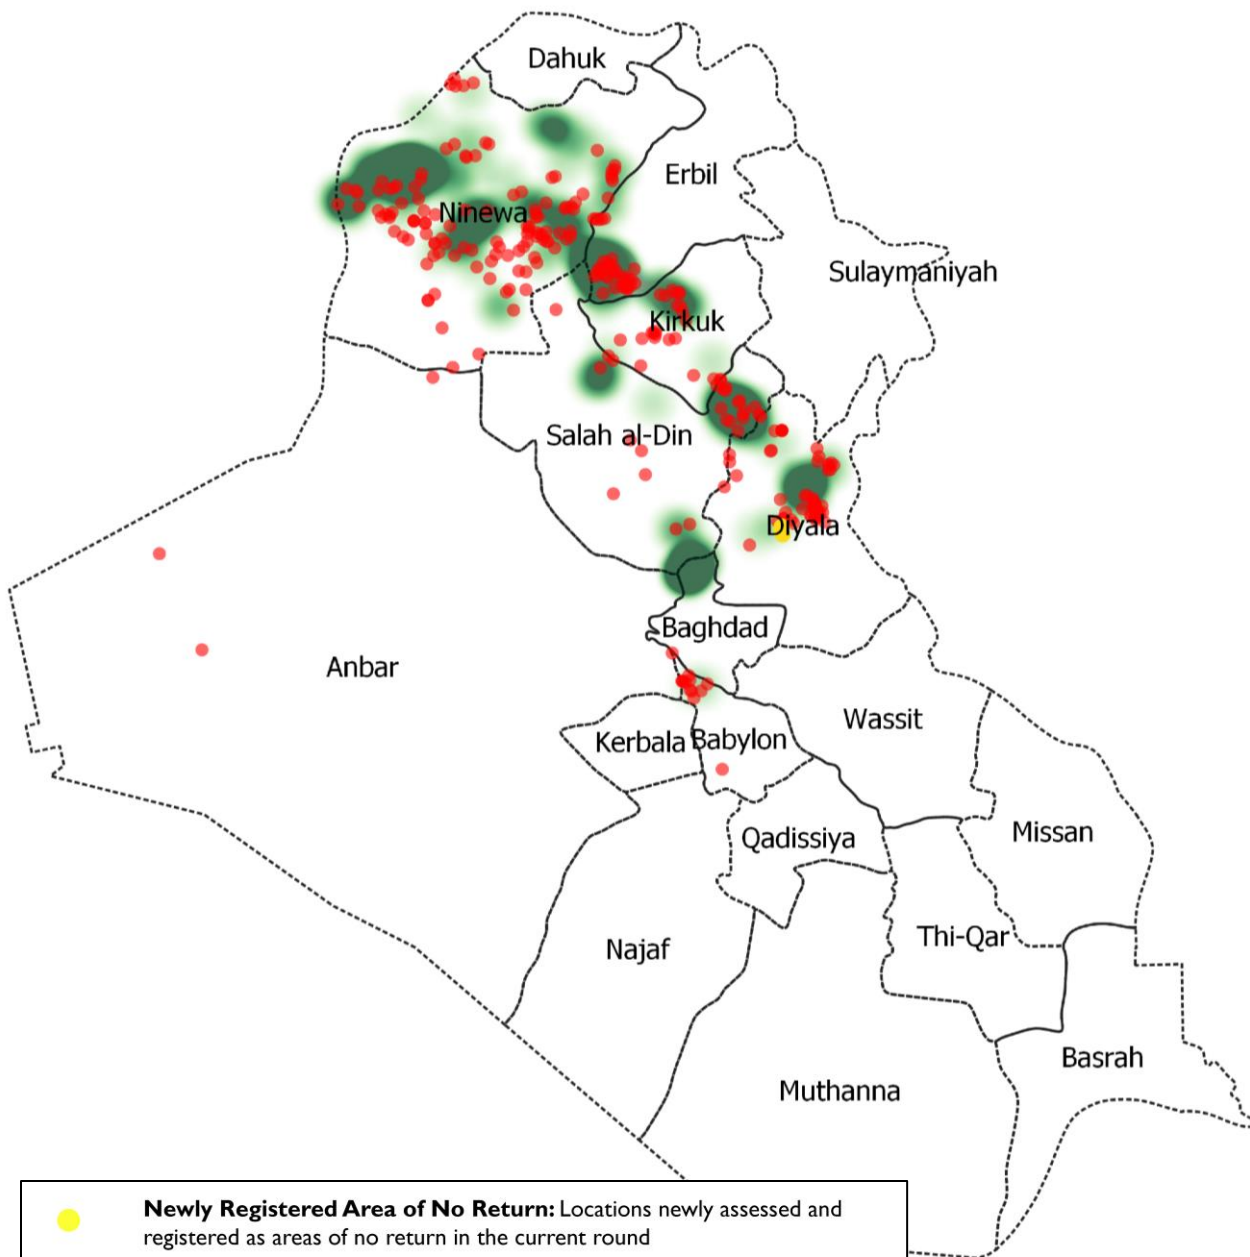 Dahuk
Erbil
Ninewa
Sulaymaniyah
Kirkuk
Salah al-Din
Diyala
Baghdad
Anbar
Wassit
Kerbala
Babylon
Qadissiya
Missan
Thi-Qar
Najaf
Basrah
Muthanna
Newly Registered Area of No Return: Locations newly assessed and
registered as areas of no return in the current round